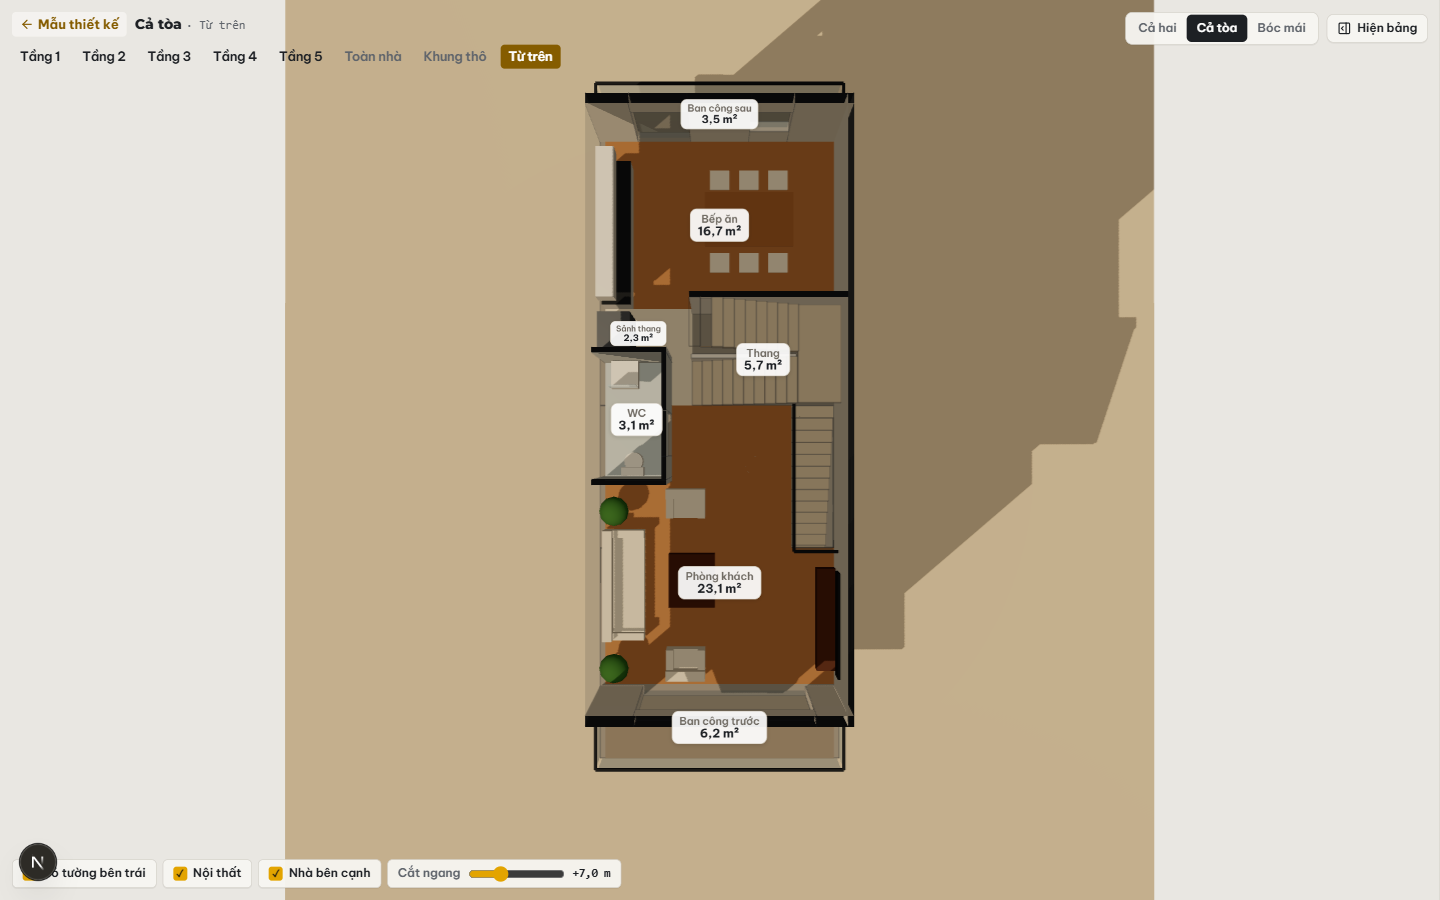 ← Mẫu thiết kế Cả tòa · Từ trên
Cả hai Cả tòa Bóc mái Hiện bảng
Tầng 1 Tầng 2 Tầng 3 Tầng 4 Tầng 5 Toàn nhà Khung thô Từ trên
Ban công sau
3,5 m²
Bếp ăn
16,7 m²
Sảnh thang
2,3 m²
Thang
5,7 m²
WC
3,1 m²
Phòng khách
23,1 m²
Ban công trước
6,2 m²
N
tường bên trái Nội thất Nhà bên cạnh Cắt ngang +7,0 m